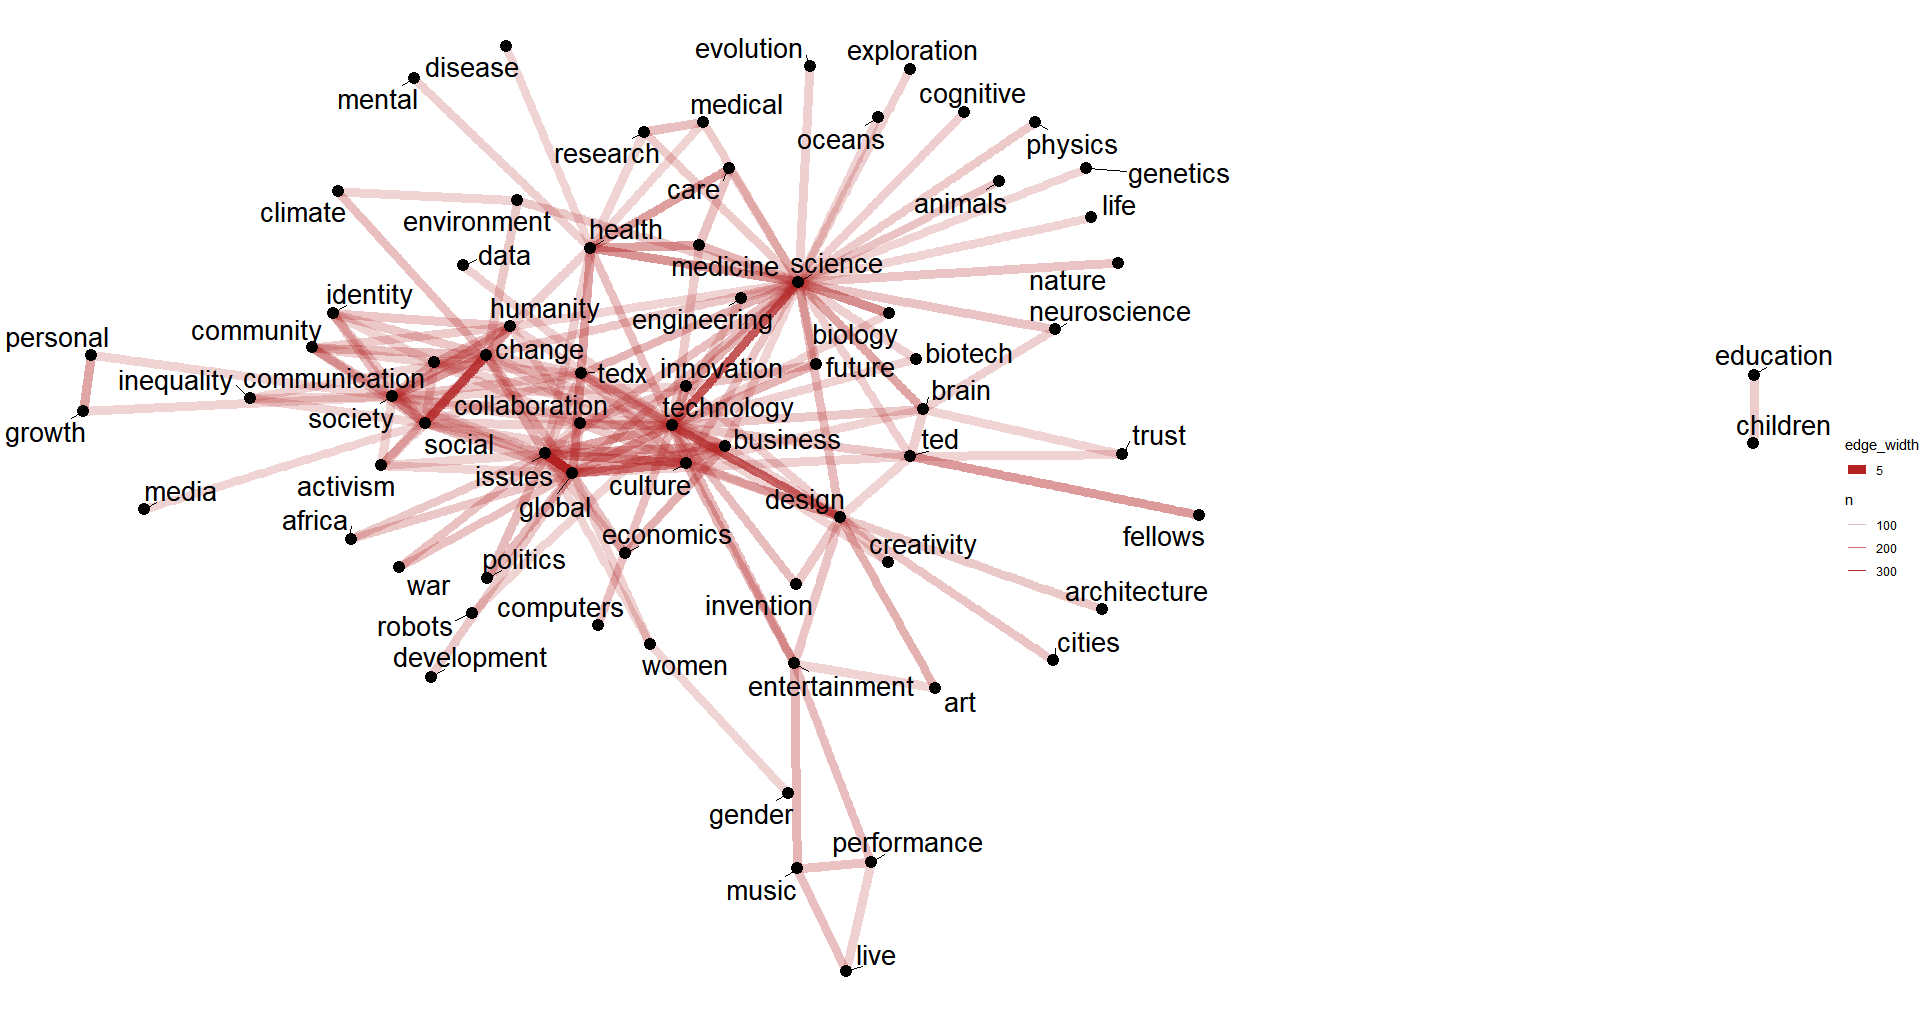 evolution
exploration
disease
cognitive
mental
medical
oceans
physics
research
genetics
care
animals
life
climate
environment
health
data
medicine
science
nature
identity
humanity
neuroscience
engineering
community
biology
personal
change
biotech
education
innovation
future
tedx
inequality
communication
brain
collaboration
technology
society
children
growth
social
business
ted
trust
edge_width
5
issues
culture
activism
media
design
n
global
africa
100
economics
fellows
creativity
200
politics
300
war
computers
invention
architecture
robots
cities
development
women
entertainment
art
gender
performance
music
live